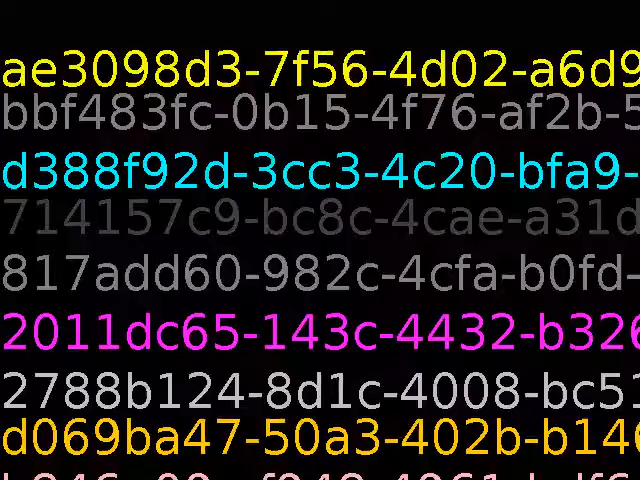 ae3098d3-7f56-4d02-a6d9
bbf483fc-0b15-4f76-af2b-5
d388f92d-3cc3-4c20-bfa9-
714157c9-bc8c-4cae-a31d
817add60-982c-4cfa-b0fd-
2011dc65-143c-4432-b326
2788b124-8d1c-4008-bc51
d069ba47-50a3-402b-b146